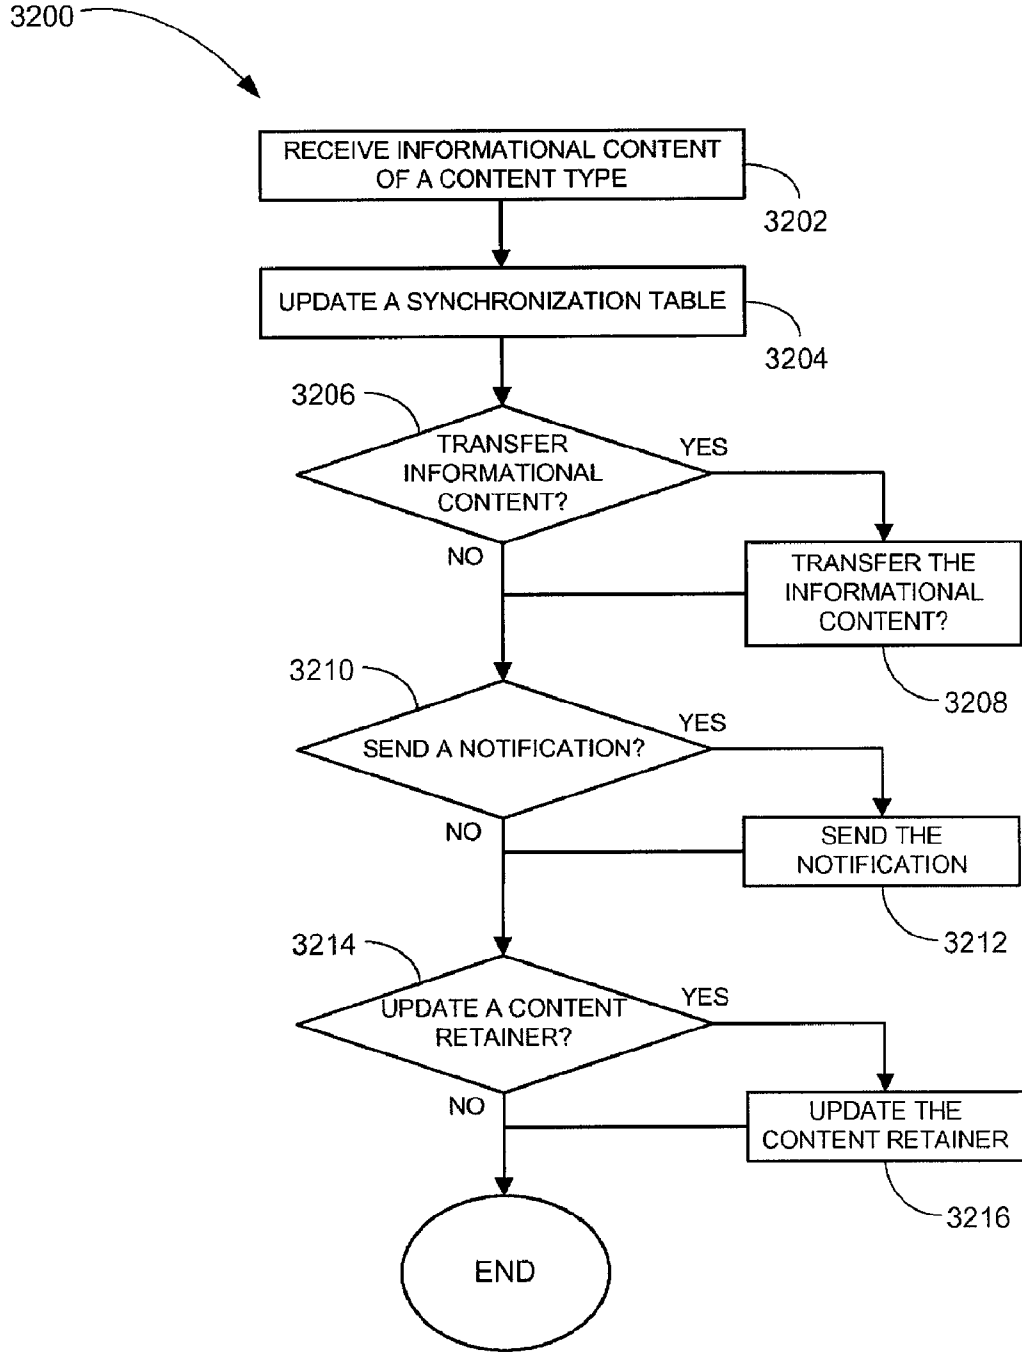 3200
RECEIVE INFORMATIONAL CONTENT
OF A CONTENT TYPE
3202
UPDATE A SYNCHRONIZATION TABLE
3204
3206
TRANSFER
INFORMATIONAL
CONTENT?
YES
NO
TRANSFER THE
INFORMATIONAL
CONTENT?
3208
3210
SEND A NOTIFICATION?
YES
NO
SEND THE
NOTIFICATION
3212
3214
UPDATE A CONTENT
RETAINER?
YES
NO
UPDATE THE
CONTENT RETAINER
3216
END